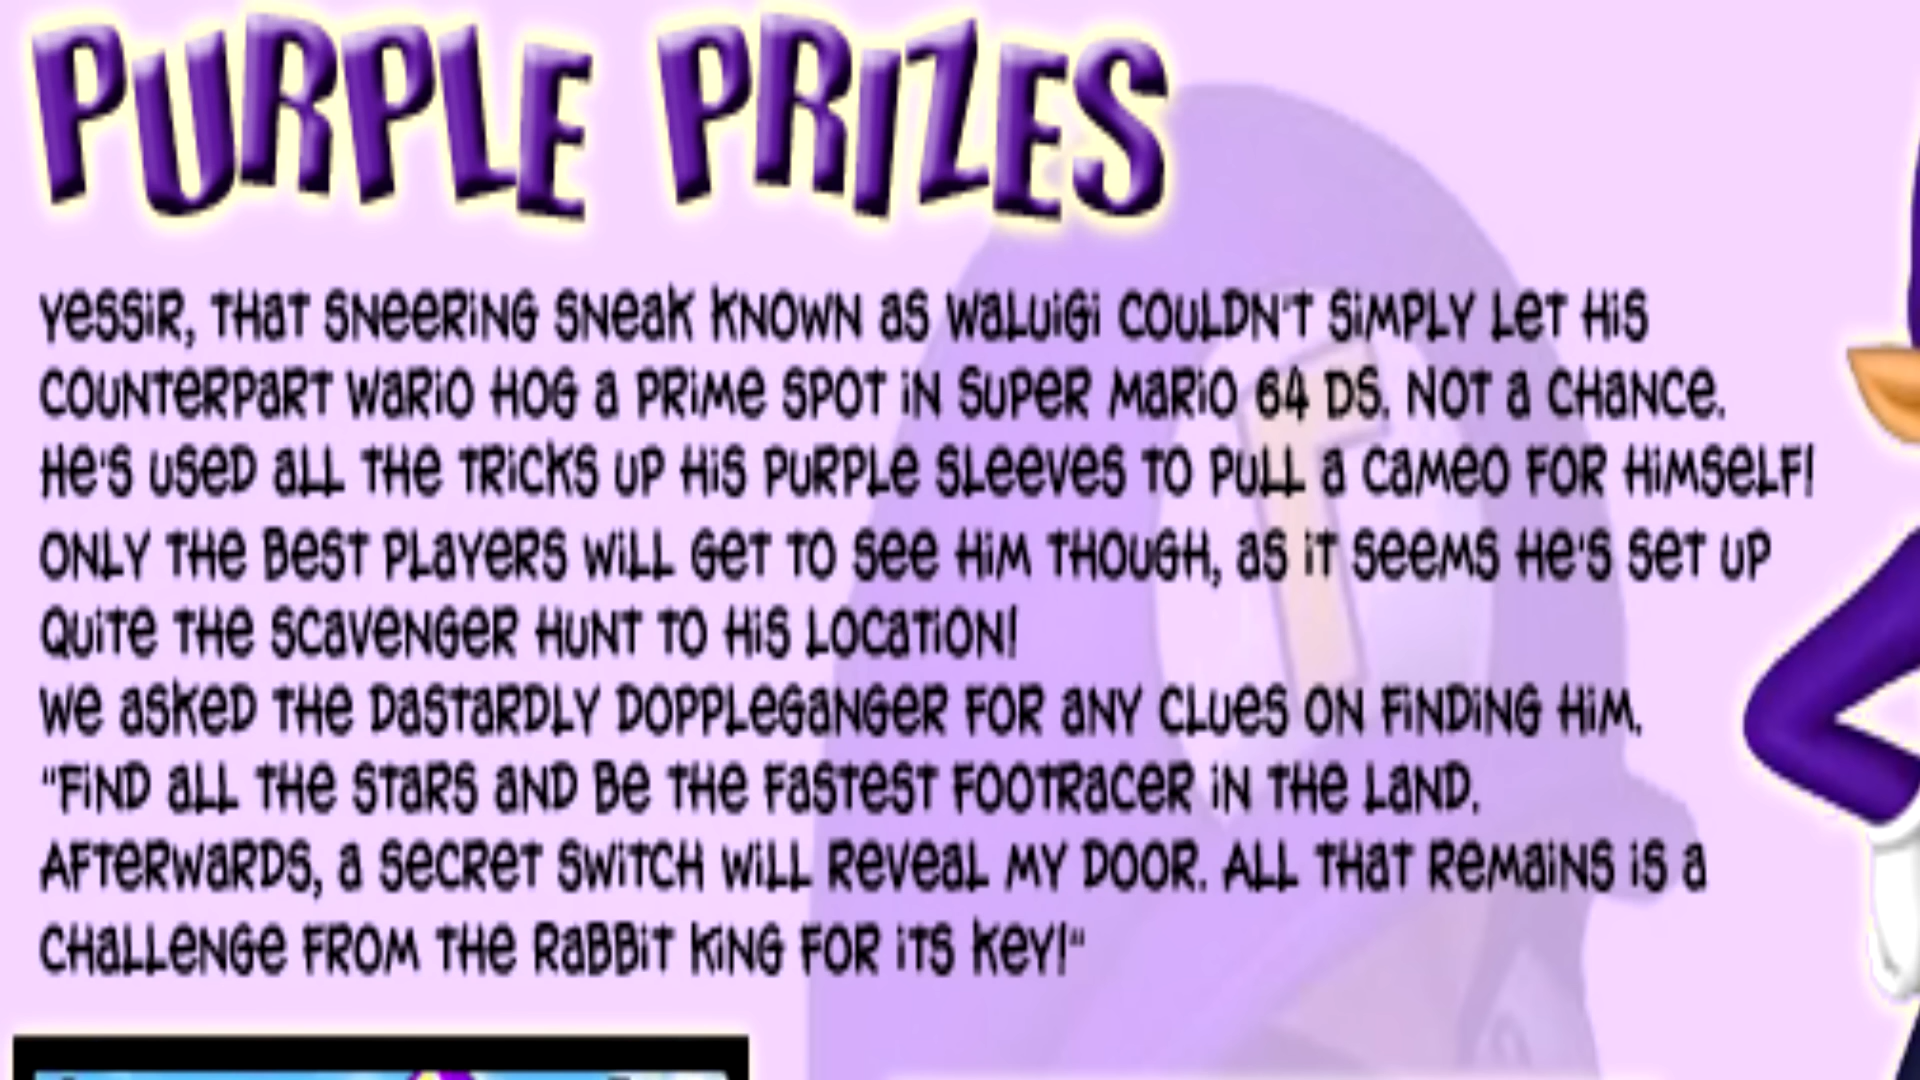 PURPLE PRIZES
Yessir, that sneering sneak known as Waluigi couldn't simply let his
counterpart Wario hog a prime spot in Super Mario 64 DS. Not a chance.
He's used all the tricks up his purple sleeves to pull a cameo for himself!
Only the best players will get to see him though, as it seems he's set up
quite the scavenger hunt to his location!
We asked the dastardly doppleganger for any clues on finding him.
"Find all the stars and be the fastest footracer in the land.
Afterwards, a secret switch will reveal my door. All that remains is a
challenge from the rabbit king for its key!"